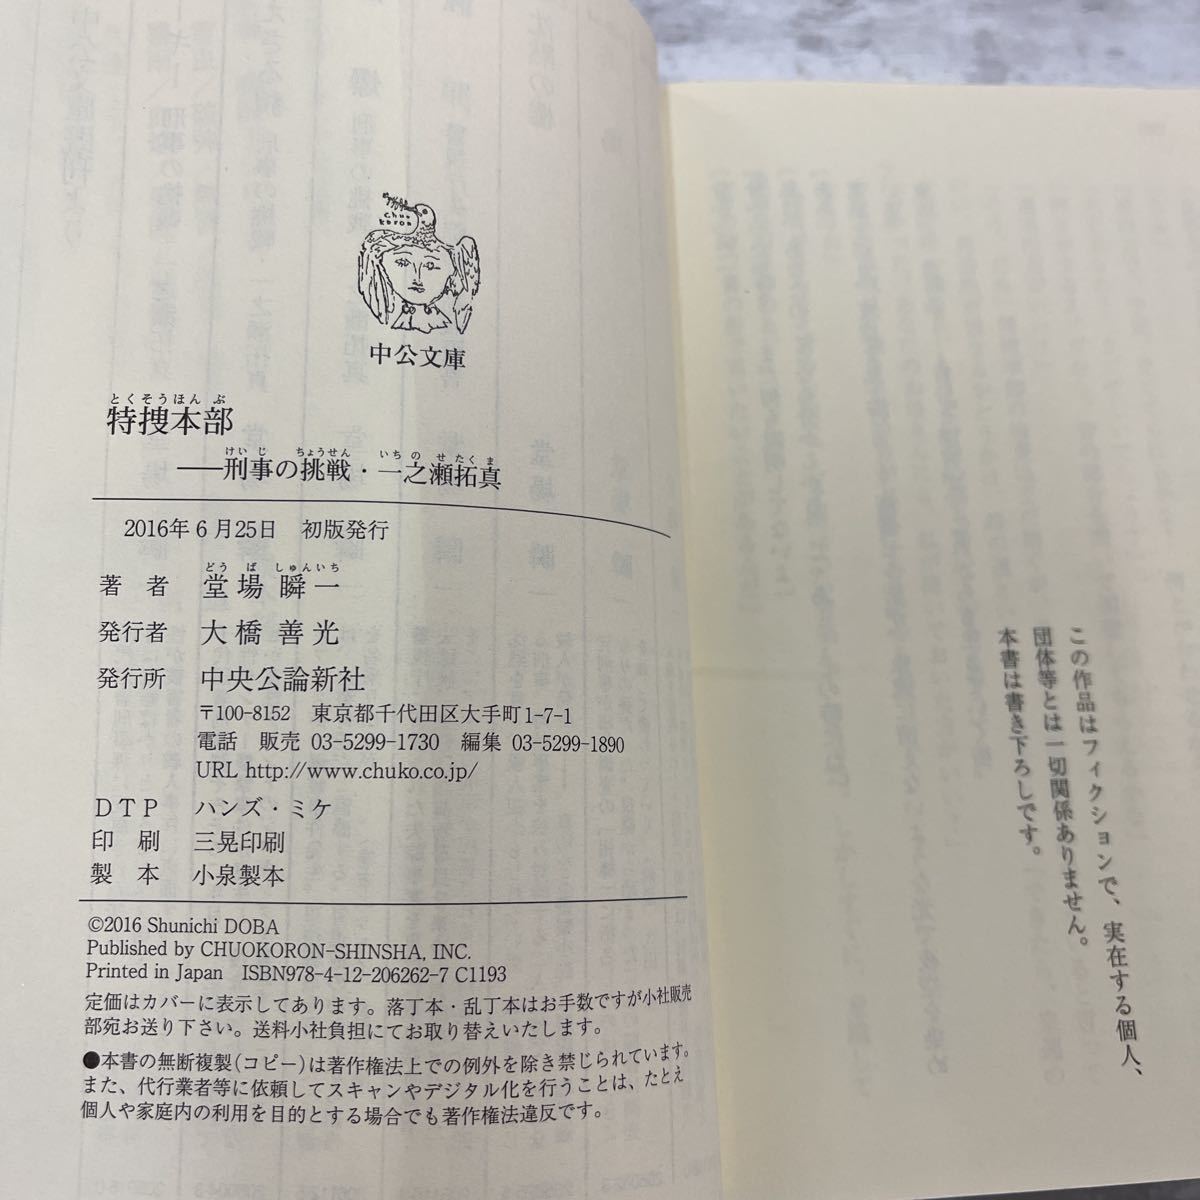 この作品はフィクションで、実在する個人、
団体等とは一切関係ありません。
本書は書き下ろしです。
Chuo
koron
中公文庫
とくそうほんぶ
特捜本部
けいじ ちょうせん いちのせたくま
――刑事の挑戦・一之瀬拓真
2016年6月25日 初版発行
どうば しゅんいち
著者 堂場瞬一
発行者 大橋善光
発行所 中央公論新社
〒100-8152 東京都千代田区大手町1-7-1
電話 販売 03-5299-1730 編集 03-5299-1890
URL http://www.chuko.co.jp/
DTP ハンズ・ミケ
印刷 三晃印刷
製本 小泉製本
©2016 Shunichi DOBA
Published by CHUOKORON-SHINSHA, INC.
Printed in Japan ISBN978-4-12-206262-7 C1193
定価はカバーに表示してあります。落丁本・乱丁本はお手数ですが小社販売
部宛お送り下さい。送料小社負担にてお取り替えいたします。
●本書の無断複製(コピー)は著作権法上での例外を除き禁じられています。
また、代行業者等に依頼してスキャンやデジタル化を行うことは、たとえ
個人や家庭内の利用を目的とする場合でも著作権法違反です。